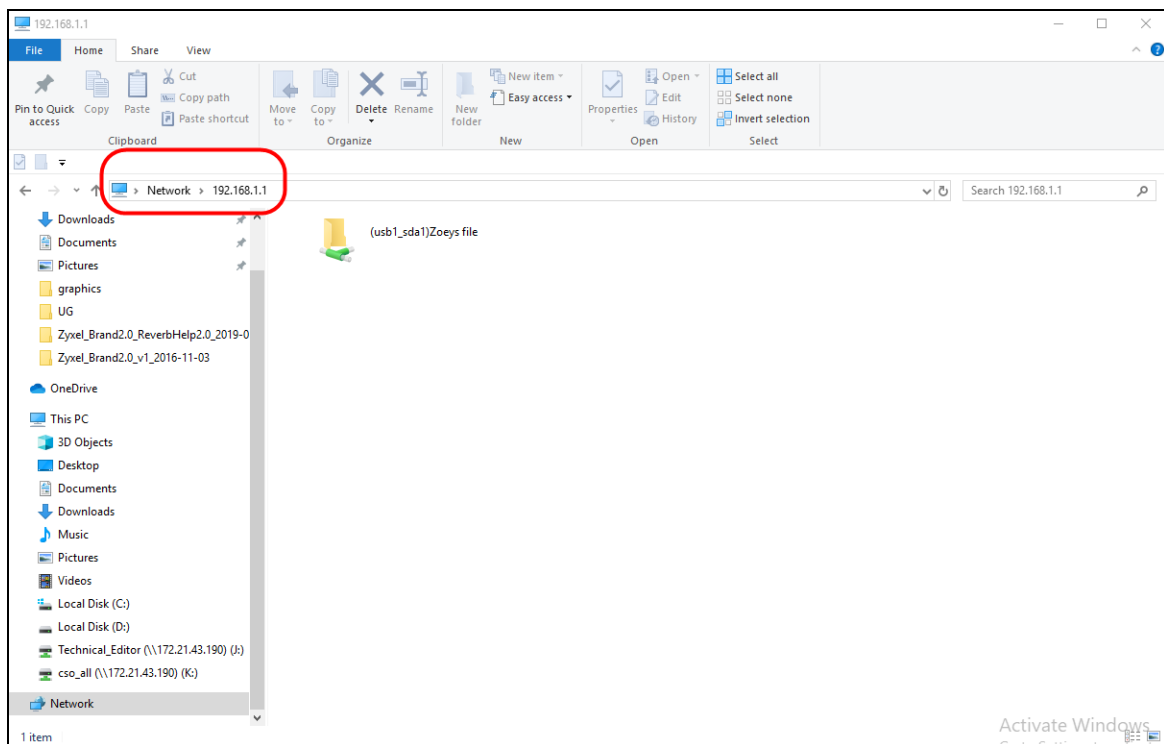 192.168.1.1
File Home Share View
Pin to Quick access
Copy
Paste
Cut
Copy path
Paste shortcut
Clipboard
Move to
Copy to
Delete
Rename
Organize
New folder
New item
Easy access
New
Properties
Open
Edit
History
Open
Select all
Select none
Invert selection
Select
Network > 192.168.1.1
Search 192.168.1.1
Downloads
Documents
Pictures
graphics
UG
Zyxel_Brand2.0_ReverbHelp2.0_2019-0
Zyxel_Brand2.0_v1_2016-11-03
OneDrive
This PC
3D Objects
Desktop
Documents
Downloads
Music
Pictures
Videos
Local Disk (C:)
Local Disk (D:)
Technical_Editor (\\172.21.43.190) (J:)
cso_all (\\172.21.43.190) (K:)
Network
(usb1_sda1)Zoeys file
1 item
Activate Windows